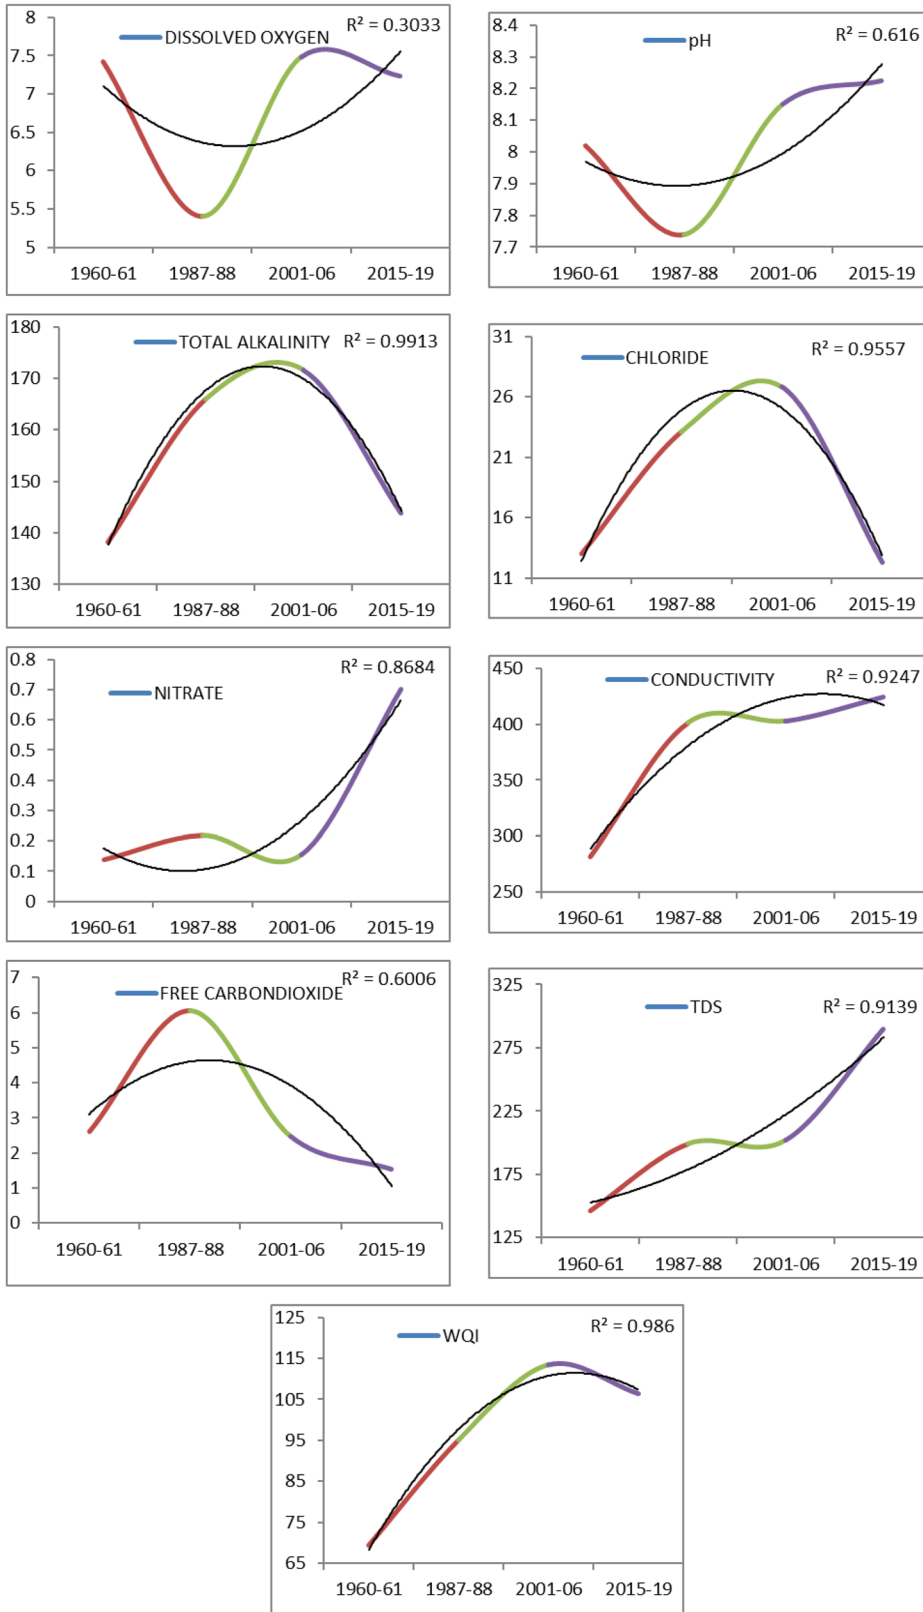 DISSOLVED OXYGEN
R² = 0.3033
8
7.5
7
6.5
6
5.5
5
1960-61 1987-88 2001-06 2015-19
pH
R² = 0.616
8.4
8.3
8.2
8.1
8
7.9
7.8
7.7
1960-61 1987-88 2001-06 2015-19
TOTAL ALKALINITY
R² = 0.9913
180
170
160
150
140
130
1960-61 1987-88 2001-06 2015-19
CHLORIDE
R² = 0.9557
31
26
21
16
11
1960-61 1987-88 2001-06 2015-19
NITRATE
R² = 0.8684
0.8
0.7
0.6
0.5
0.4
0.3
0.2
0.1
0
1960-61 1987-88 2001-06 2015-19
CONDUCTIVITY
R² = 0.9247
450
400
350
300
250
1960-61 1987-88 2001-06 2015-19
FREE CARBONDIOXIDE
R² = 0.6006
7
6
5
4
3
2
1
0
1960-61 1987-88 2001-06 2015-19
TDS
R² = 0.9139
325
275
225
175
125
1960-61 1987-88 2001-06 2015-19
WQI
R² = 0.986
125
115
105
95
85
75
65
1960-61 1987-88 2001-06 2015-19